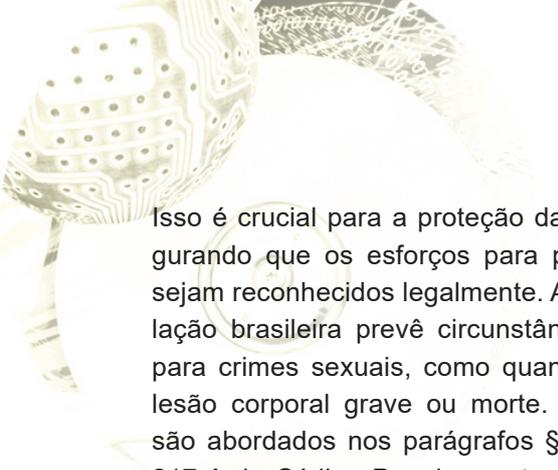 Isso é crucial para a proteção da
gurando que os esforços para p
sejam reconhecidos legalmente. A
lação brasileira prevê circunstân
para crimes sexuais, como quan
lesão corporal grave ou morte.
são abordados nos parágrafos §